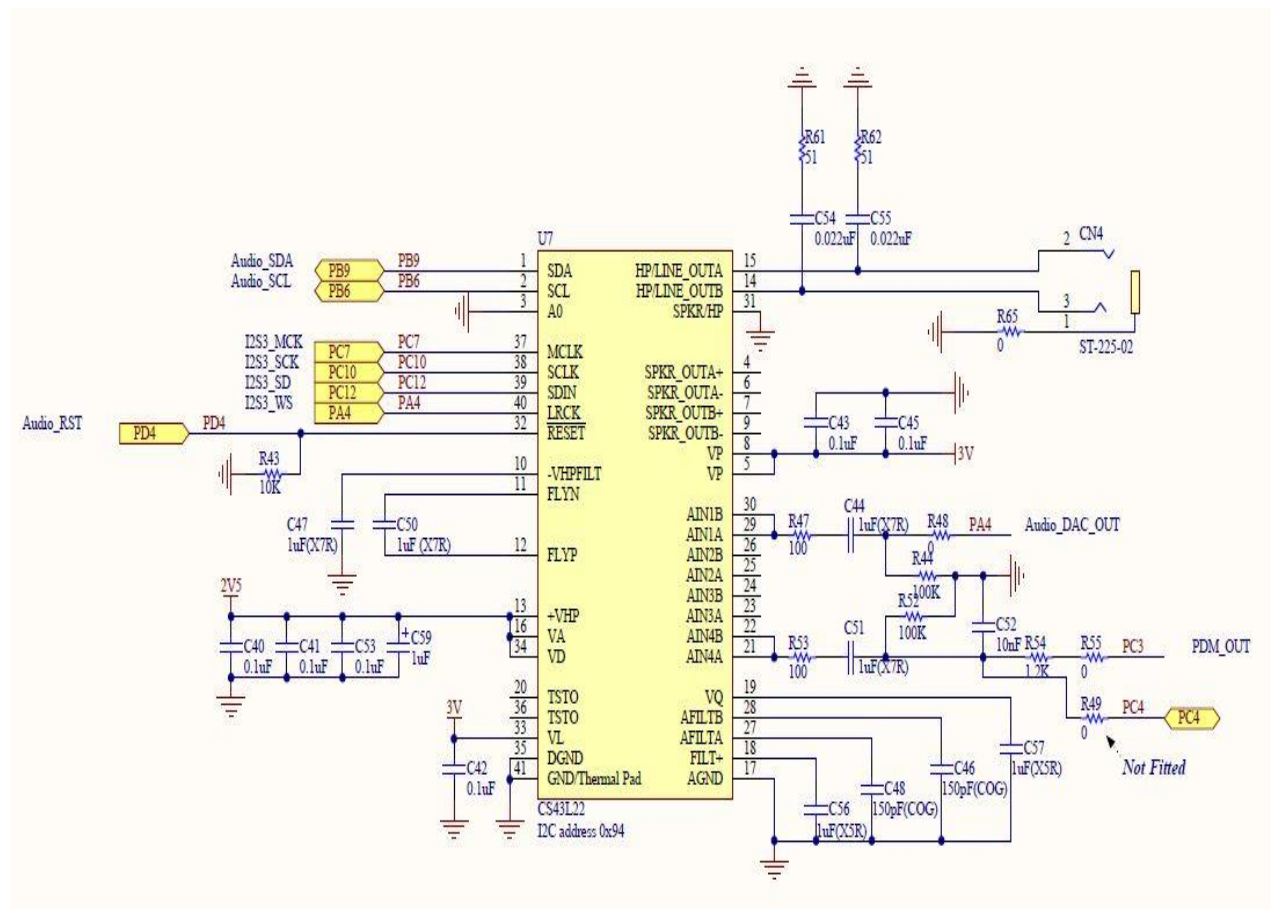 R61
51
R62
51
C54
0.022uF
C55
0.022uF
U7
2 CN4
3
1
ST-225-02
R65
0
Audio_SDA
Audio_SCL
PB9 PB9
PB6 PB6
1 SDA
2 SCL
3 A0
HP/LINE_OUTA 15
HP/LINE_OUTB 14
SPKR/HP 31
I2S3_MCK
I2S3_SCK
I2S3_SD
I2S3_WS
PC7 PC7
PC10 PC10
PC12 PC12
PA4 PA4
37 MCLK
38 SCLK
39 SDIN
40 LRCK
32 RESET
Audio_RST
PD4 PD4
R43
10K
SPKR_OUTA+ 4
SPKR_OUTA- 6
SPKR_OUTB+ 7
SPKR_OUTB- 9
VP 8
VP 5
C43
0.1uF
C45
0.1uF
3V
10 -VHPFILT
11 FLYN
12 FLYP
C47
1uF(X7R)
C50
1uF (X7R)
AIN1B 30
AIN1A 29
AIN2B 26
AIN2A 25
AIN3B 24
AIN3A 23
AIN4B 22
AIN4A 21
R47
100
C44
1uF(X7R)
R48
0
PA4 Audio_DAC_OUT
R44
100K
R52
100K
C52
10nF
R53
100
C51
1uF(X7R)
R54
1.2K
R55
0
PC3 PDM_OUT
R49
0
PC4 PC4
Not Fitted
2V5
13 +VHP
16 VA
34 VD
C40
0.1uF
C41
0.1uF
C53
0.1uF
+
C59
1uF
20 TSTO
36 TSTO
33 VL
35 DGND
41 GND/Thermal Pad
3V
C42
0.1uF
VQ 19
AFILTB 28
AFILTA 27
FILT+ 18
AGND 17
C57
1uF(X5R)
C46
150pF(COG)
C48
150pF(COG)
C56
1uF(X5R)
CS43L22
I2C address 0x94